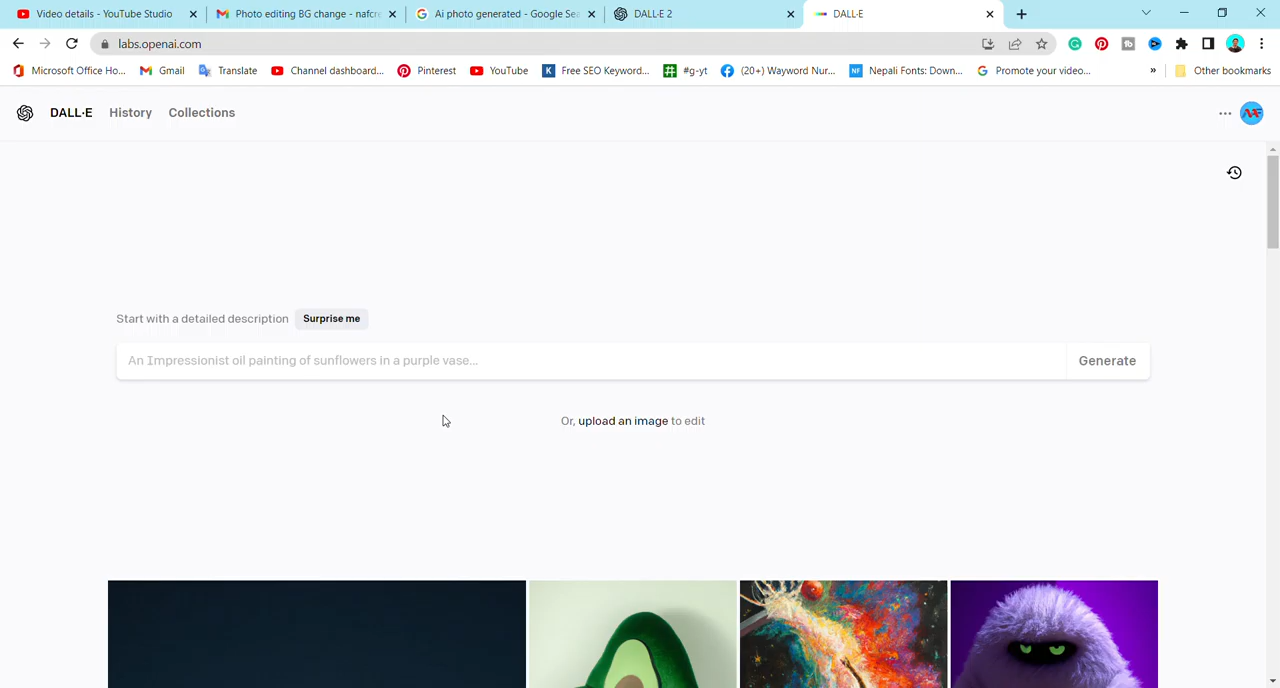 Video details - YouTube Studio
Photo editing BG change - nafcre
Ai photo generated - Google Sea
DALL·E 2
DALL·E
labs.openai.com
Microsoft Office Ho...
Gmail
Translate
Channel dashboard...
Pinterest
YouTube
Free SEO Keyword...
#g-yt
(20+) Wayword Nur...
Nepali Fonts: Down...
Promote your video...
»
Other bookmarks
DALL·E
History
Collections
Start with a detailed description
Surprise me
An Impressionist oil painting of sunflowers in a purple vase...
Generate
Or, upload an image to edit